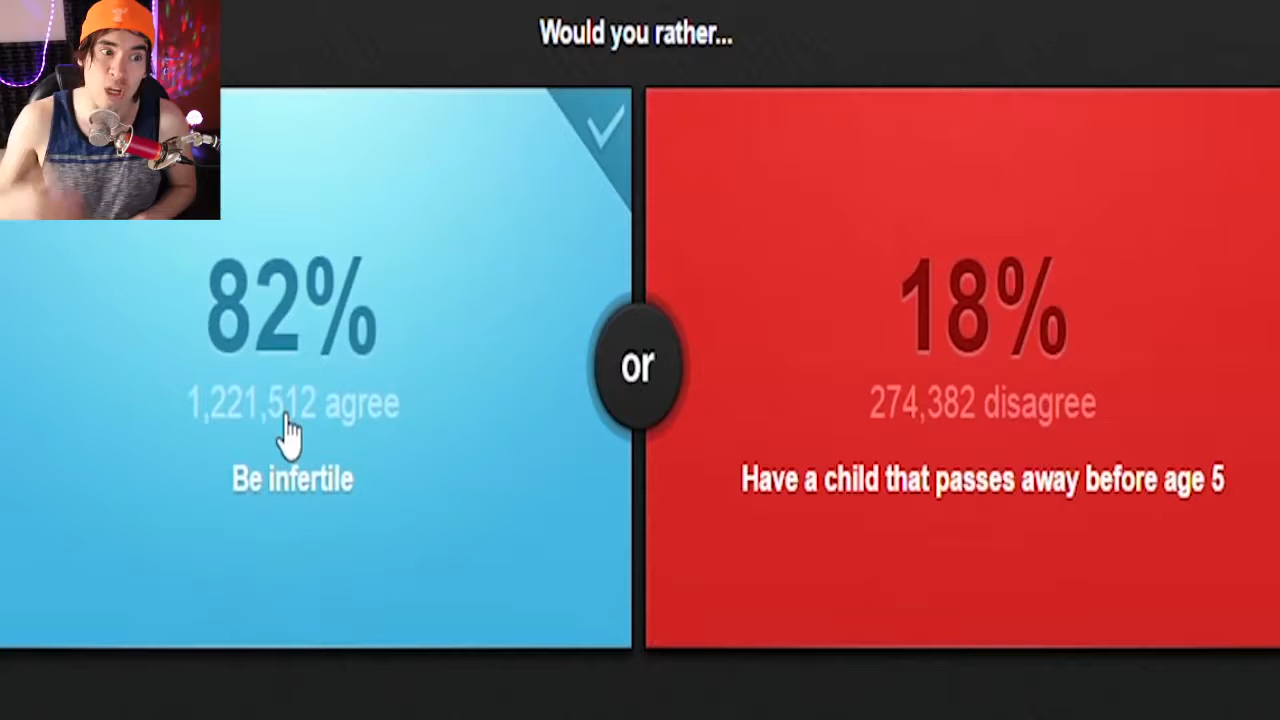 Would you rather...
82%
1,221,512 agree
Be infertile
or
18%
274,382 disagree
Have a child that passes away before age 5